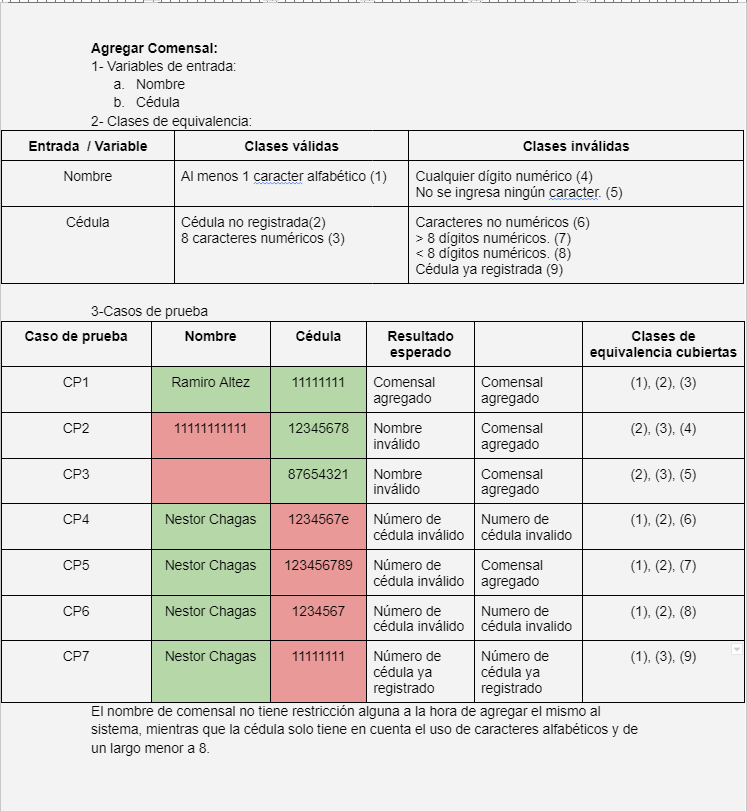 Agregar Comensal:
1- Variables de entrada:
a. Nombre
b. Cédula
2- Clases de equivalencia:
Entrada / Variable Clases válidas Clases inválidas
Nombre Al menos 1 caracter alfabético (1) Cualquier dígito numérico (4)
No se ingresa ningún caracter. (5)
Cédula Cédula no registrada(2) Caracteres no numéricos (6)
8 caracteres numéricos (3) > 8 dígitos numéricos. (7)
< 8 dígitos numéricos. (8)
Cédula ya registrada (9)
3-Casos de prueba
Caso de prueba Nombre Cédula Resultado Clases de
esperado equivalencia cubiertas
CP1 Ramiro Altez 11111111 Comensal Comensal (1), (2), (3)
agregado agregado
CP2 11111111111 12345678 Nombre Comensal (2), (3), (4)
inválido agregado
CP3 87654321 Nombre Comensal (2), (3), (5)
inválido agregado
CP4 Nestor Chagas 1234567e Número de Numero de (1), (2), (6)
cédula inválido cédula invalido
CP5 Nestor Chagas 123456789 Número de Comensal (1), (2), (7)
cédula inválido agregado
CP6 Nestor Chagas 1234567 Número de Numero de (1), (2), (8)
cédula inválido cédula invalido
CP7 Nestor Chagas 11111111 Número de Número de (1), (3), (9)
cédula ya cédula ya
registrado registrado
El nombre de comensal no tiene restricción alguna a la hora de agregar el mismo al
sistema, mientras que la cédula solo tiene en cuenta el uso de caracteres alfabéticos y de
un largo menor a 8.